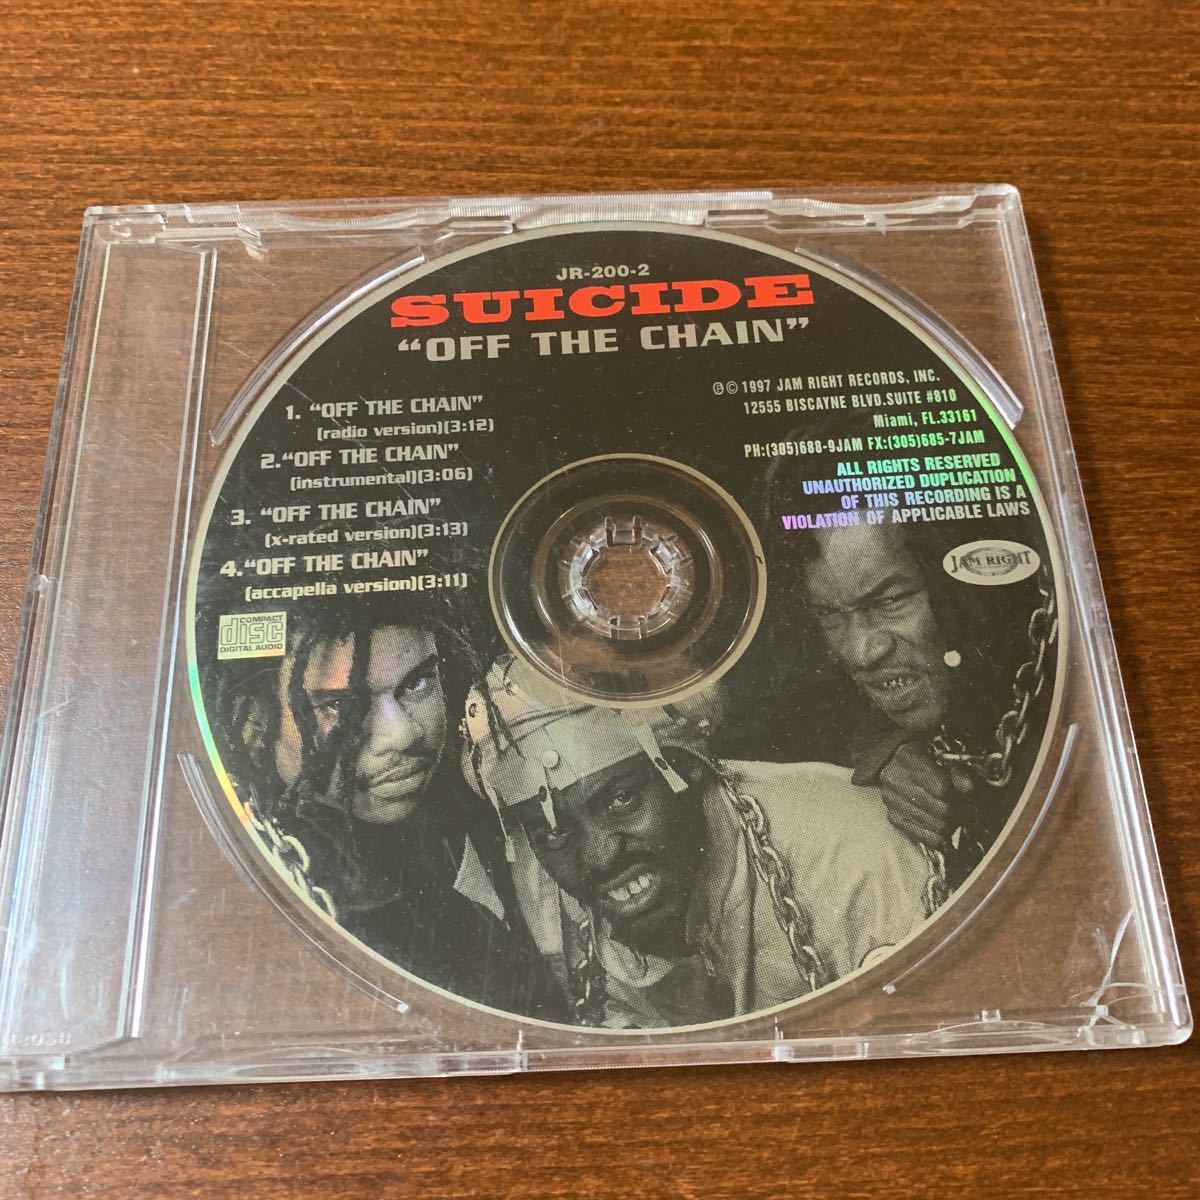 JR-200-2
SUICIDE
"OFF THE CHAIN"
1. "OFF THE CHAIN"
(radio version)(3:12)
2."OFF THE CHAIN"
(instrumental)(3:06)
3. "OFF THE CHAIN"
(x-rated version)(3:13)
4."OFF THE CHAIN"
(accapella version)(3:11)
COMPACT
disc
DIGITAL AUDIO
℗© 1997 JAM RIGHT RECORDS, INC.
12555 BISCAYNE BLVD.SUITE #810
Miami, FL.33161
PH:(305)688-9JAM FX:(305)685-7JAM
ALL RIGHTS RESERVED
UNAUTHORIZED DUPLICATION
OF THIS RECORDING IS A
VIOLATION OF APPLICABLE LAWS
JAM RIGHT